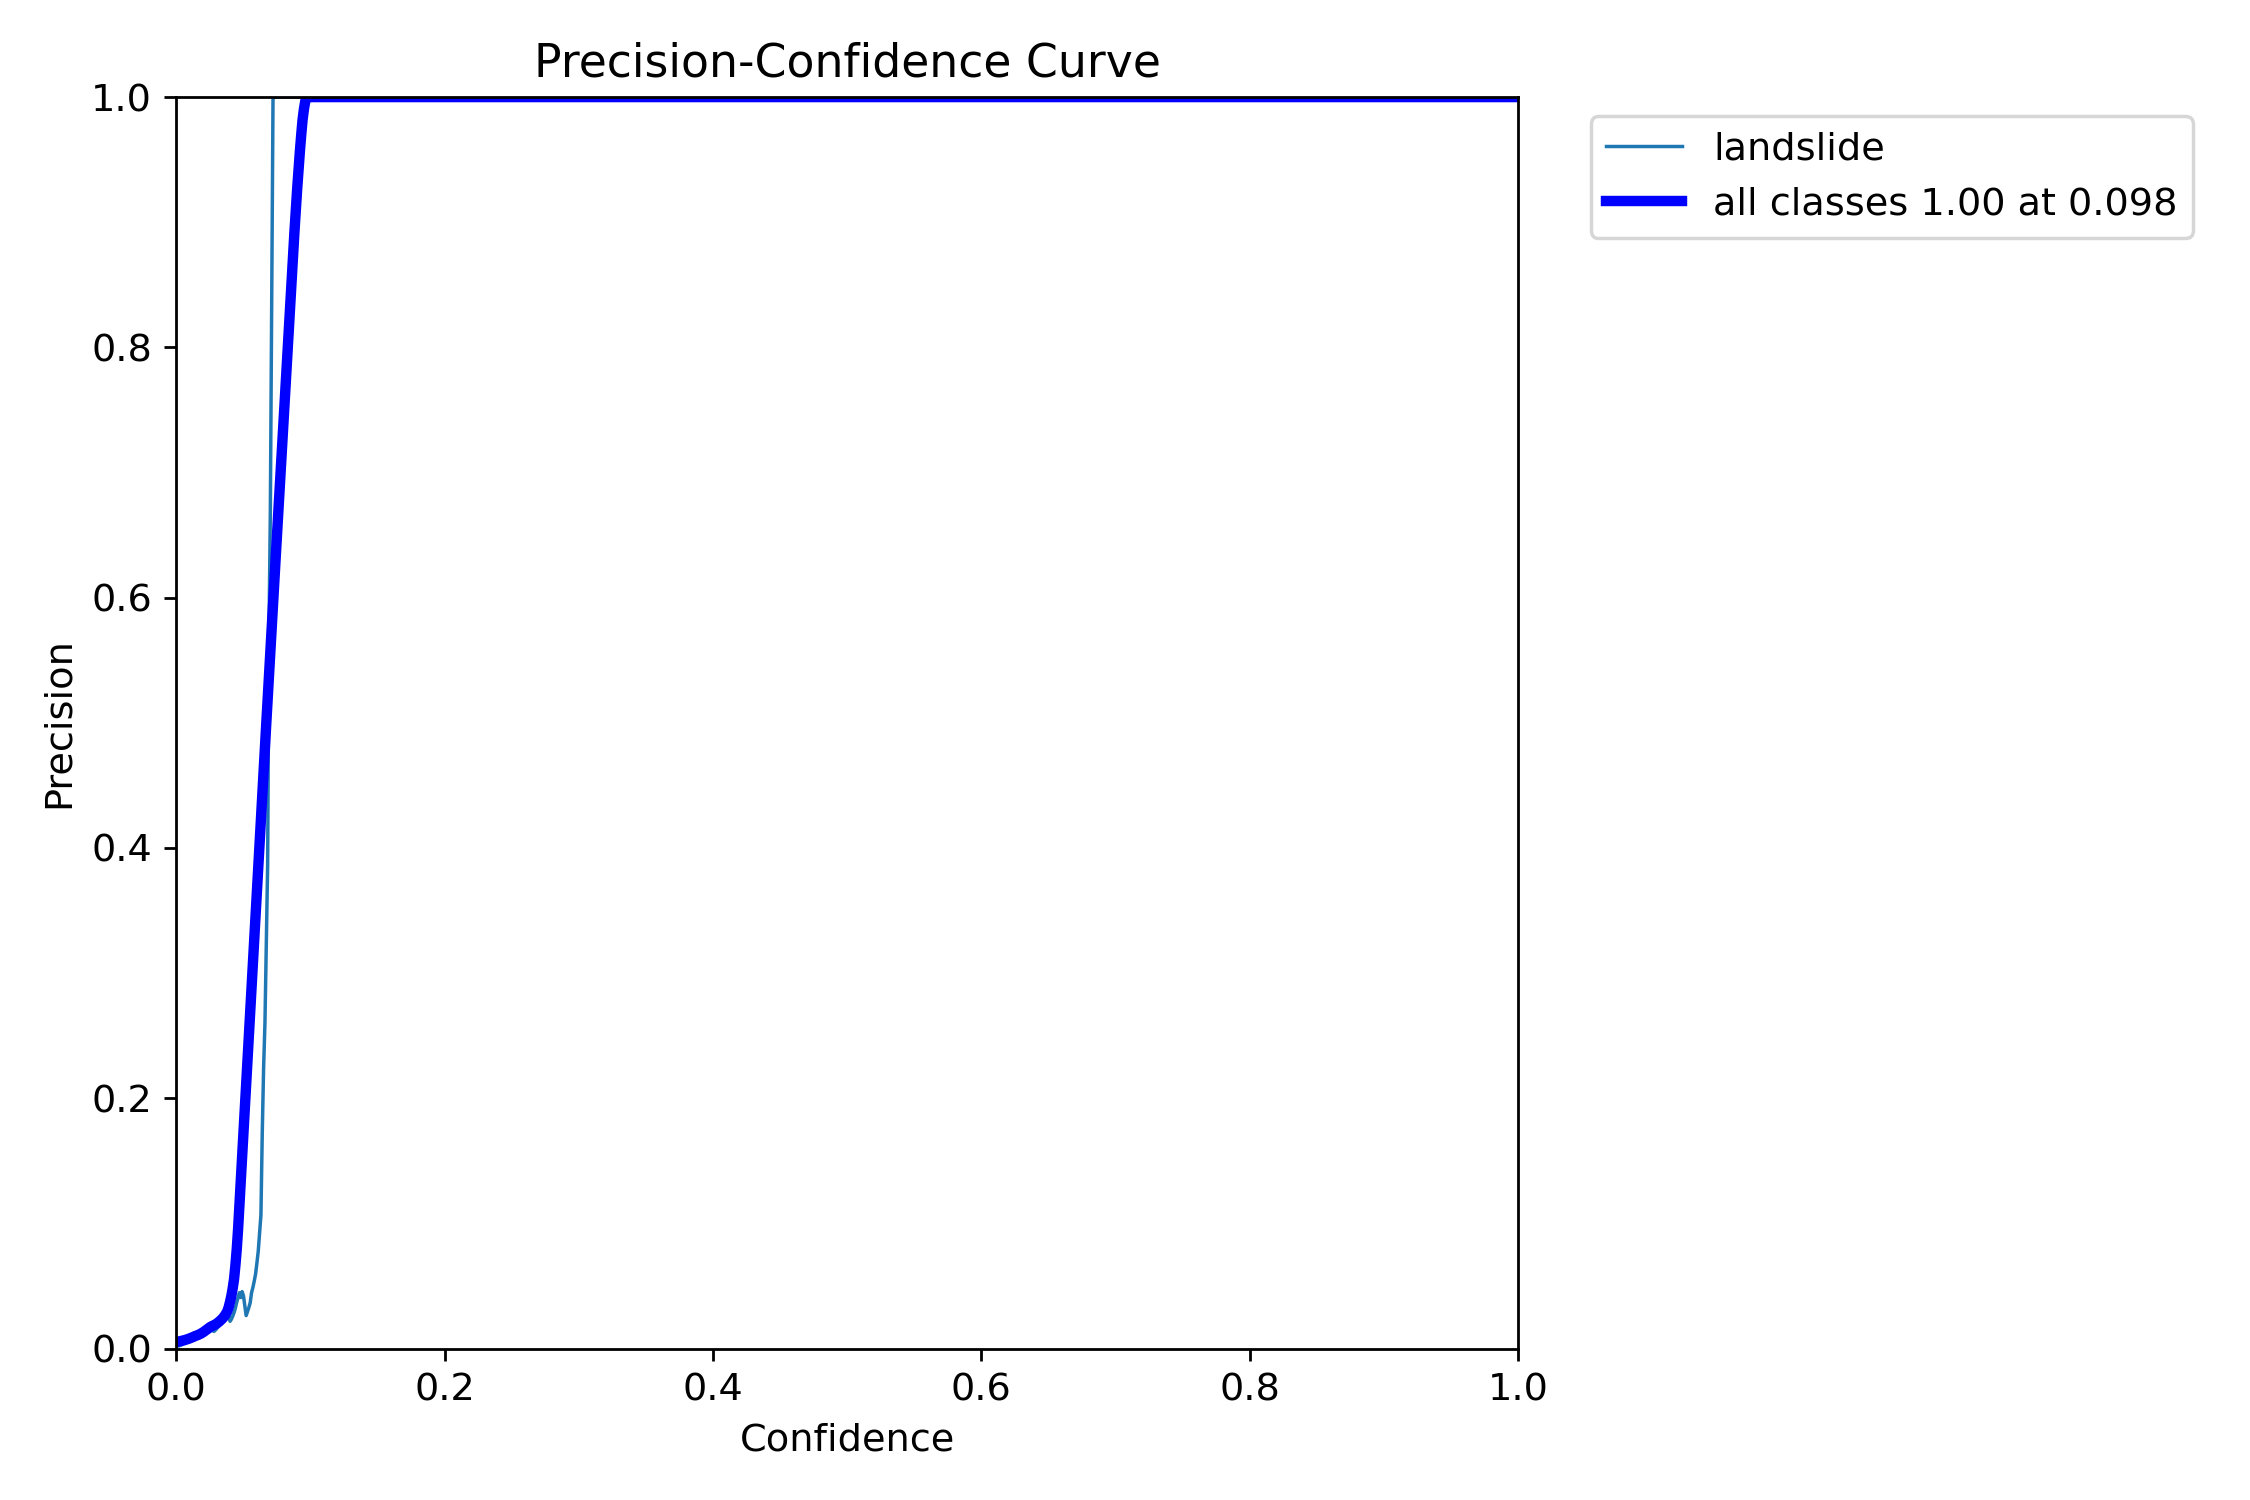 Precision-Confidence Curve
landslide
all classes 1.00 at 0.098
Precision
1.0
0.8
0.6
0.4
0.2
0.0
0.0 0.2 0.4 0.6 0.8 1.0
Confidence